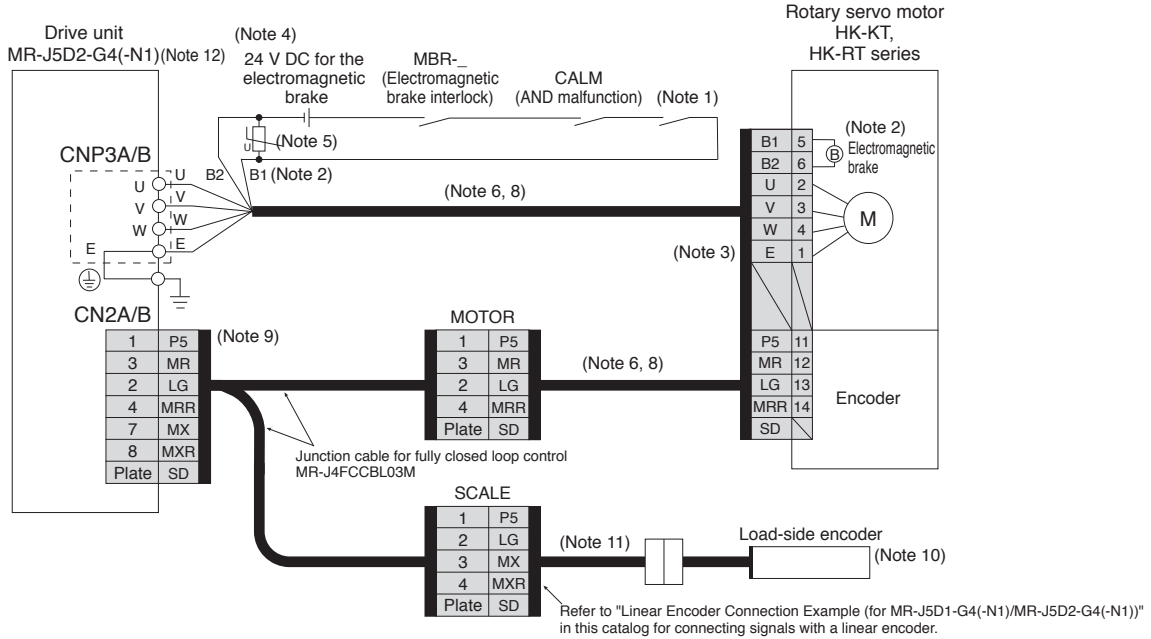 Drive unit
MR-J5D2-G4(-N1)(Note 12)
(Note 4)
24 V DC for the
electromagnetic
brake
MBR-_
(Electromagnetic
brake interlock)
CALM
(AND malfunction)
(Note 1)
Rotary servo motor
HK-KT,
HK-RT series
U
(Note 5)
CNP3A/B
U
V
W
E
U
V
W
E
B2
B1 (Note 2)
(Note 6, 8)
(Note 3)
B1 5
B2 6
U 2
V 3
W 4
E 1
B
(Note 2)
Electromagnetic
brake
M
CN2A/B
(Note 9)
1 P5
3 MR
2 LG
4 MRR
7 MX
8 MXR
Plate SD
MOTOR
1 P5
3 MR
2 LG
4 MRR
Plate SD
(Note 6, 8)
P5 11
MR 12
LG 13
MRR 14
SD
Encoder
Junction cable for fully closed loop control
MR-J4FCCBL03M
SCALE
1 P5
2 LG
3 MX
4 MXR
Plate SD
(Note 11)
Load-side encoder
(Note 10)
Refer to "Linear Encoder Connection Example (for MR-J5D1-G4(-N1)/MR-J5D2-G4(-N1))"
in this catalog for connecting signals with a linear encoder.